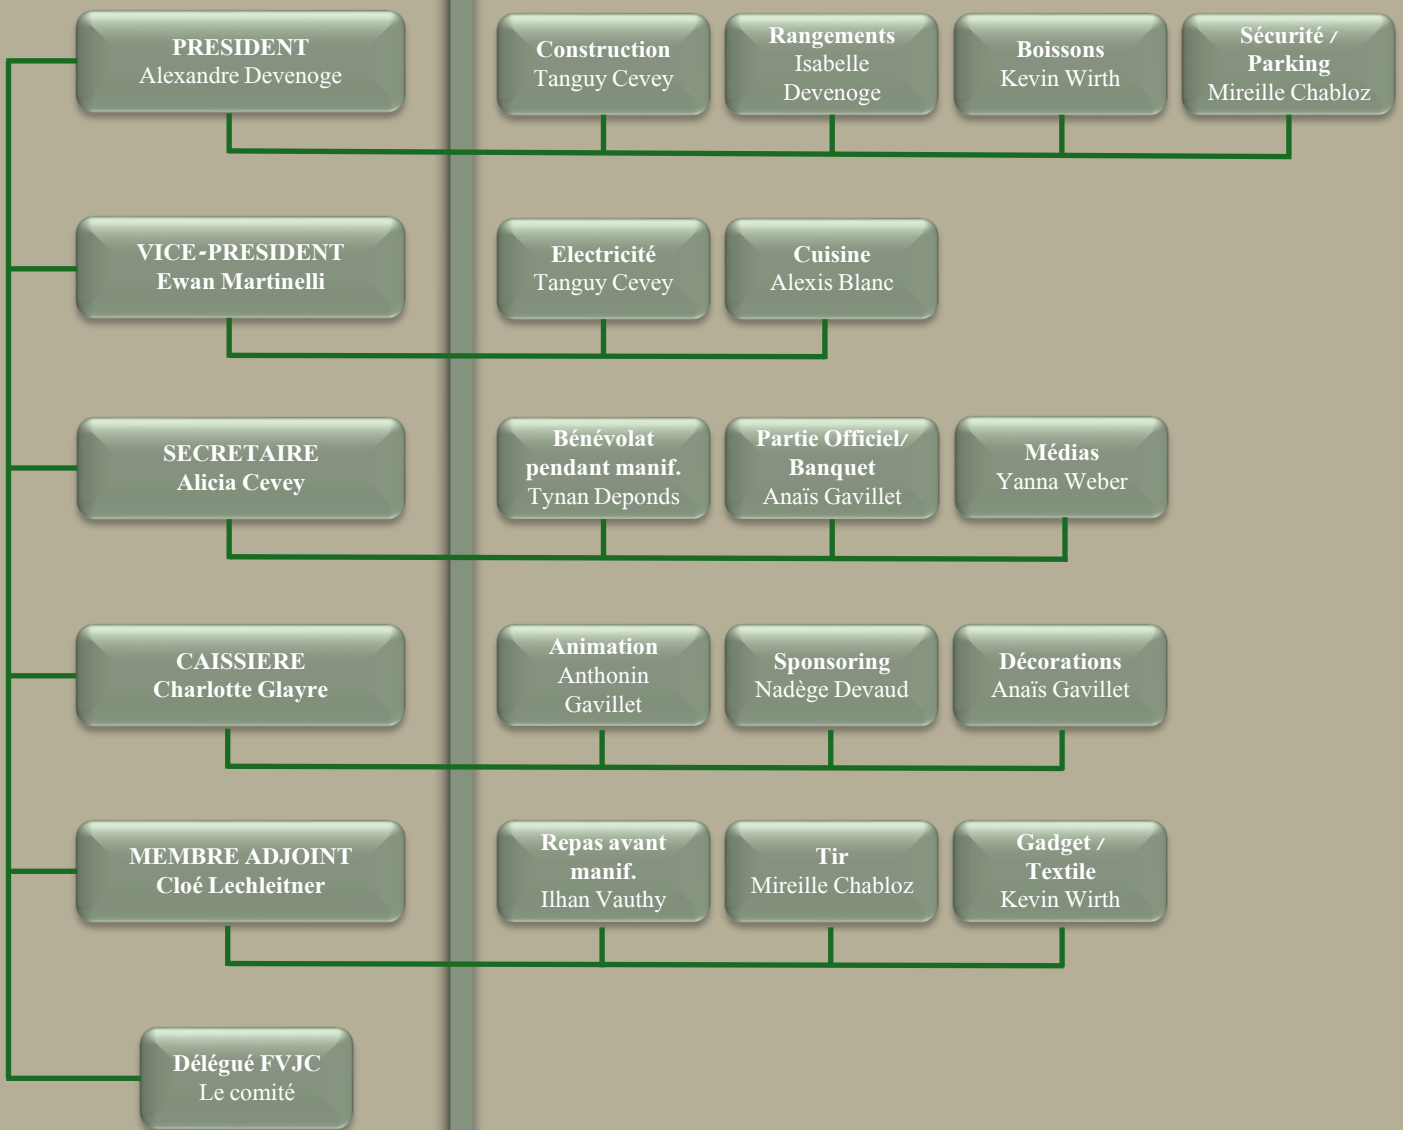 PRESIDENT
Alexandre Devenoge
Construction
Tanguy Cevey
Rangements
Isabelle
Devenoge
Boissons
Kevin Wirth
Sécurité /
Parking
Mireille Chabloz
VICE-PRESIDENT
Ewan Martinelli
Electricité
Tanguy Cevey
Cuisine
Alexis Blanc
SECRETAIRE
Alicia Cevey
Bénévolat
pendant manif.
Tynan Deponds
Partie Officiel/
Banquet
Anaïs Gavillet
Médias
Yanna Weber
CAISSIERE
Charlotte Glayre
Animation
Anthonin
Gavillet
Sponsoring
Nadège Devaud
Décorations
Anaïs Gavillet
MEMBRE ADJOINT
Cloé Lechleitner
Repas avant
manif.
Ilhan Vauthy
Tir
Mireille Chabloz
Gadget /
Textile
Kevin Wirth
Délégué FVJC
Le comité